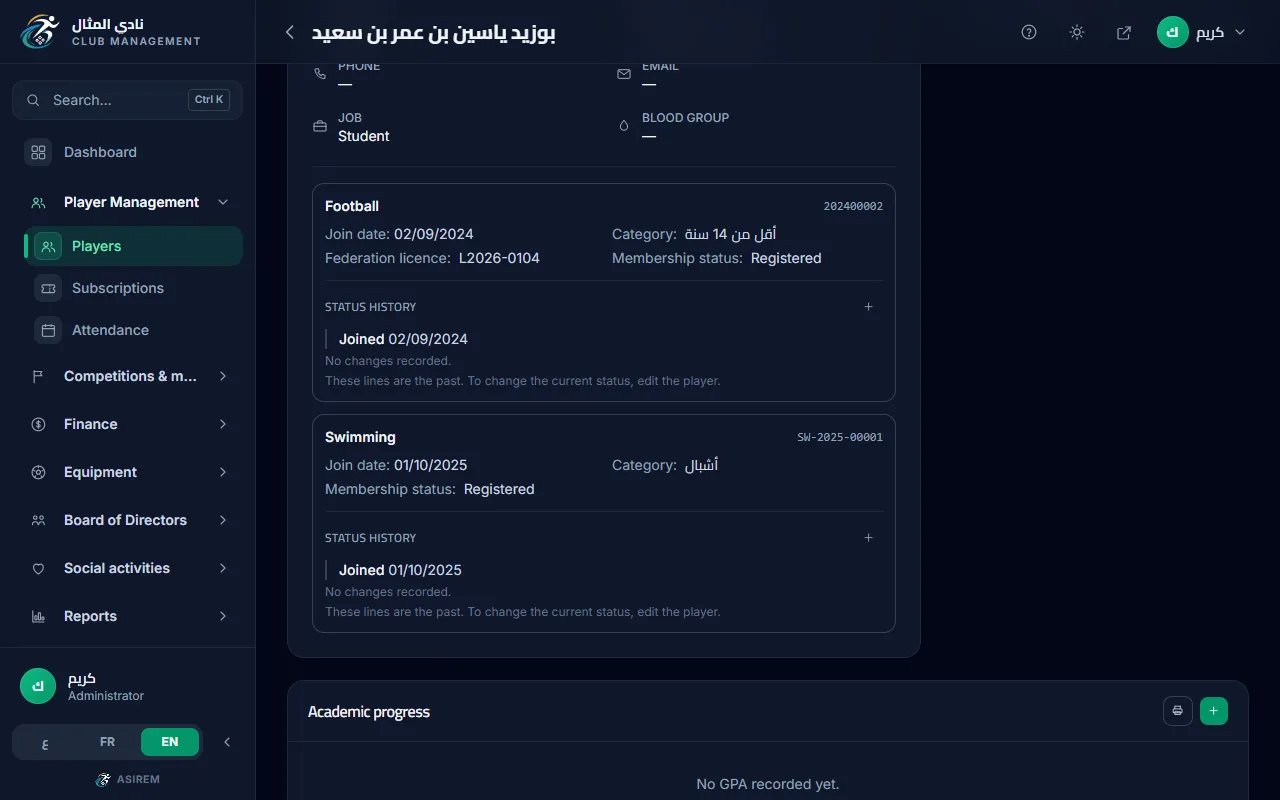 نادي المثال
CLUB MANAGEMENT
Search...
Ctrl K
Dashboard
Player Management
Players
Subscriptions
Attendance
Competitions & m...
Finance
Equipment
Board of Directors
Social activities
Reports
ك
كريم
Administrator
ع
FR
EN
ASIREM
بوزيد ياسين بن عمر بن سعيد
ك
كريم
PHONE
—
EMAIL
—
JOB
Student
BLOOD GROUP
—
Football
202400002
Join date: 02/09/2024
Category: أقل من 14 سنة
Federation licence: L2026-0104
Membership status: Registered
STATUS HISTORY
+
Joined 02/09/2024
No changes recorded.
These lines are the past. To change the current status, edit the player.
Swimming
SW-2025-00001
Join date: 01/10/2025
Category: أشبال
Membership status: Registered
STATUS HISTORY
+
Joined 01/10/2025
No changes recorded.
These lines are the past. To change the current status, edit the player.
Academic progress
+
No GPA recorded yet.